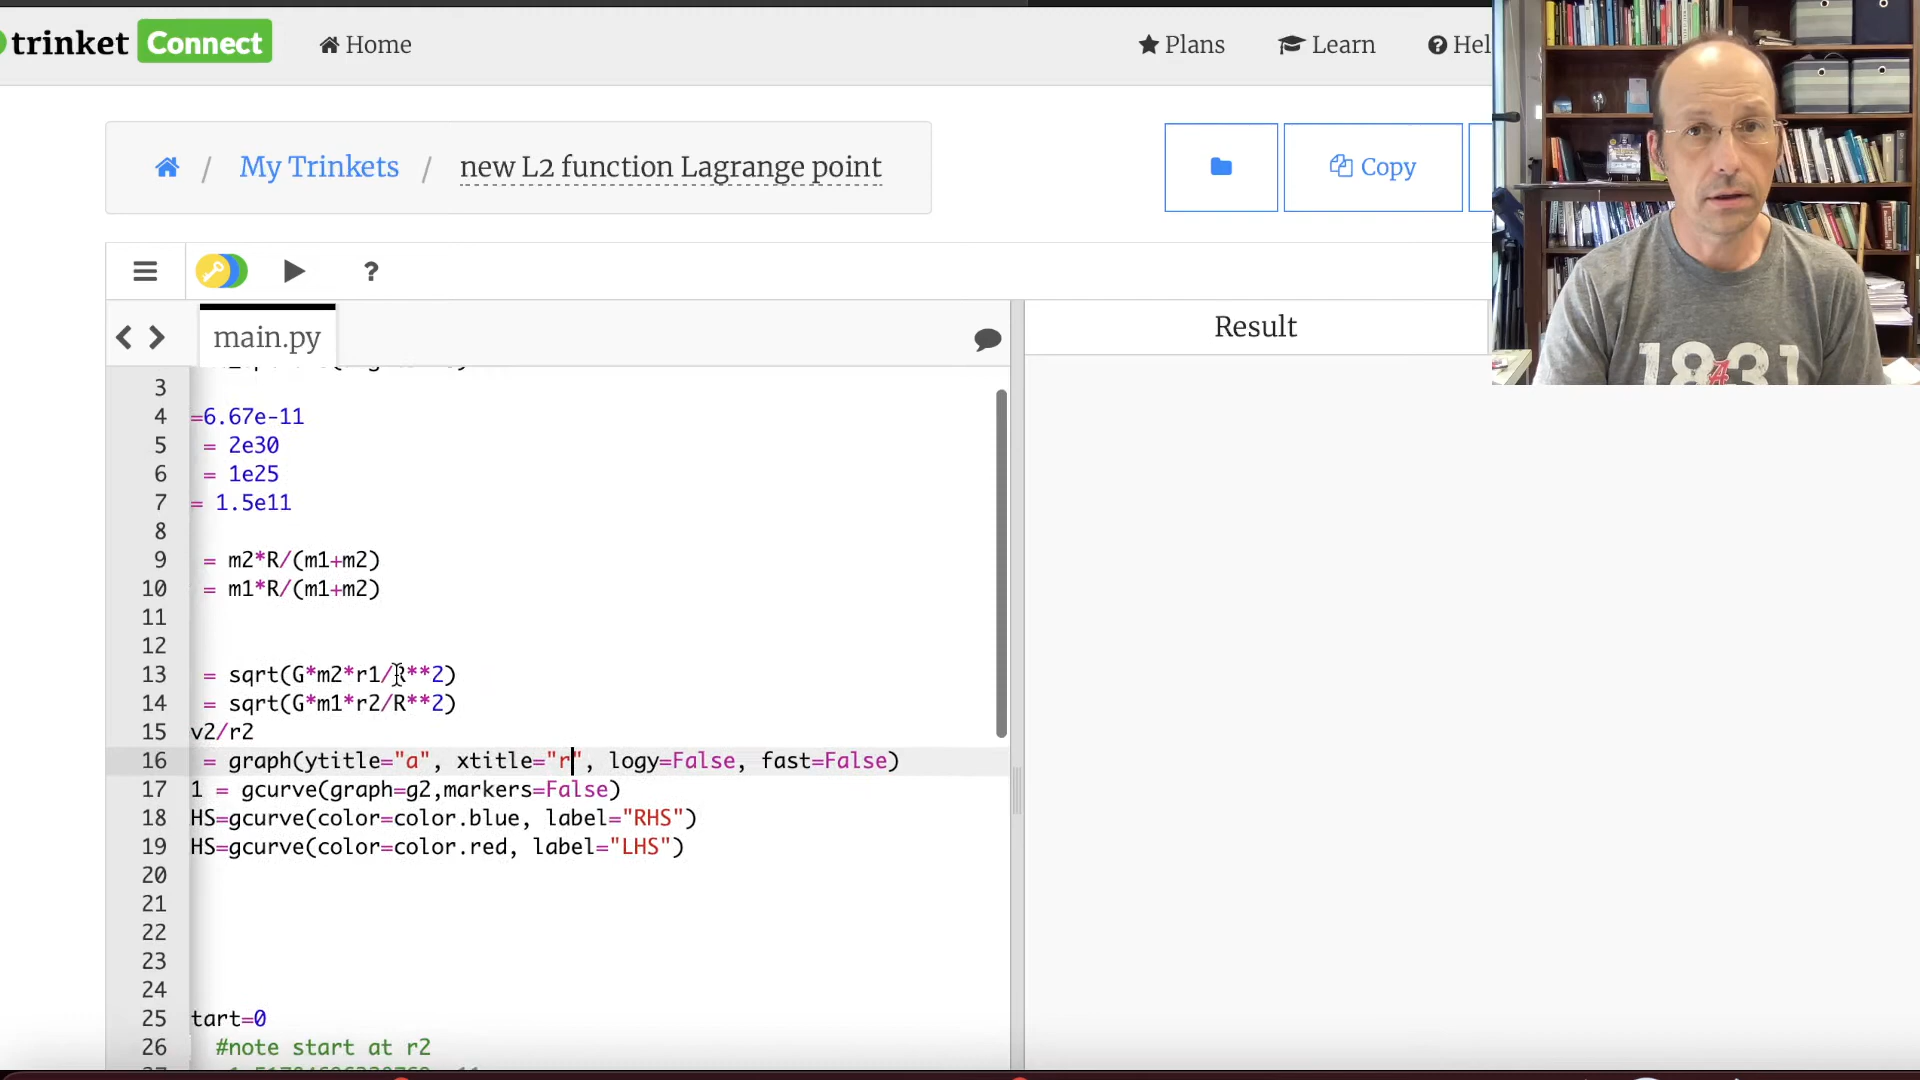 trinket Connect Home Plans Learn Hel
My Trinkets / new L2 function Lagrange point Copy
?
main.py Result
3
4 =6.67e-11
5 = 2e30
6 = 1e25
7 = 1.5e11
8
9 = m2*R/(m1+m2)
10 = m1*R/(m1+m2)
11
12
13 = sqrt(G*m2*r1/R**2)
14 = sqrt(G*m1*r2/R**2)
15 v2/r2
16 = graph(ytitle="a", xtitle="r", logy=False, fast=False)
17 1 = gcurve(graph=g2,markers=False)
18 HS=gcurve(color=color.blue, label="RHS")
19 HS=gcurve(color=color.red, label="LHS")
20
21
22
23
24
25 tart=0
26 #note start at r2
1831
A